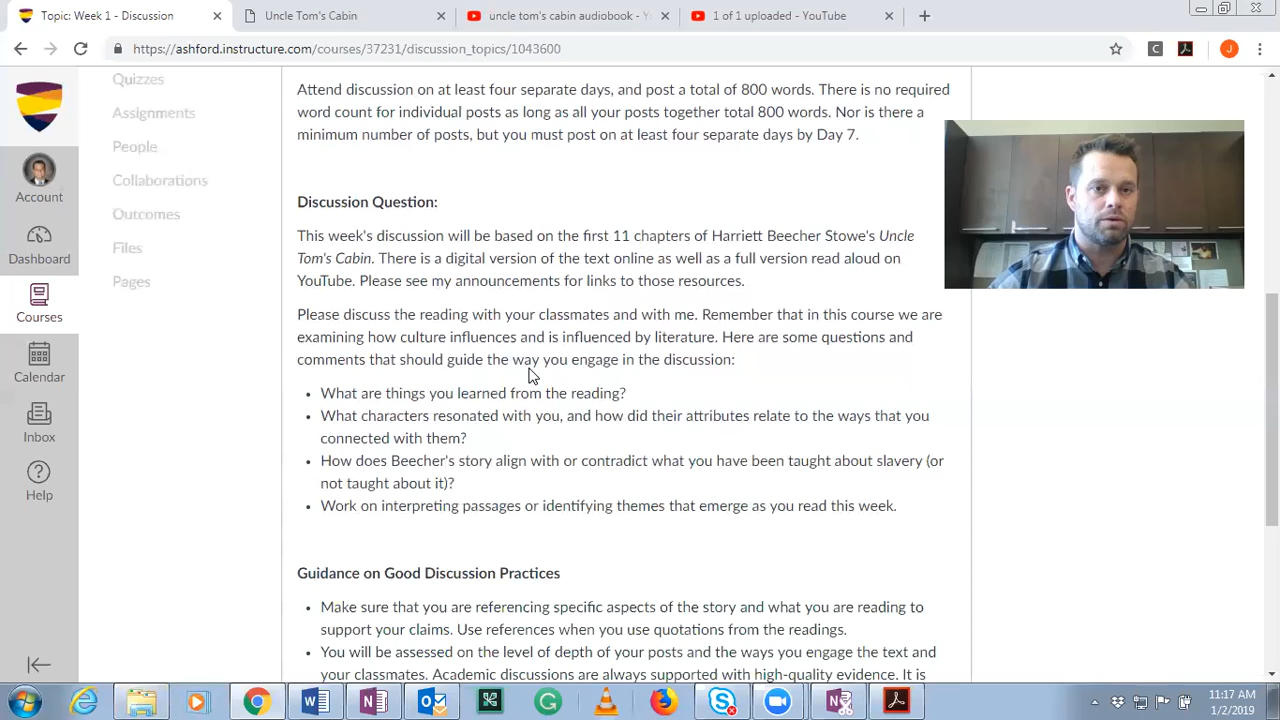 Topic: Week 1 - Discussion
Uncle Tom's Cabin
uncle tom's cabin audiobook - Y
1 of 1 uploaded - YouTube
https://ashford.instructure.com/courses/37231/discussion_topics/1043600
C
J
Account
Dashboard
Courses
Calendar
Inbox
Help
Quizzes
Assignments
People
Collaborations
Outcomes
Files
Pages
Attend discussion on at least four separate days, and post a total of 800 words. There is no required
word count for individual posts as long as all your posts together total 800 words. Nor is there a
minimum number of posts, but you must post on at least four separate days by Day 7.
Discussion Question:
This week's discussion will be based on the first 11 chapters of Harriett Beecher Stowe's Uncle
Tom's Cabin. There is a digital version of the text online as well as a full version read aloud on
YouTube. Please see my announcements for links to those resources.
Please discuss the reading with your classmates and with me. Remember that in this course we are
examining how culture influences and is influenced by literature. Here are some questions and
comments that should guide the way you engage in the discussion:
• What are things you learned from the reading?
• What characters resonated with you, and how did their attributes relate to the ways that you
connected with them?
• How does Beecher's story align with or contradict what you have been taught about slavery (or
not taught about it)?
• Work on interpreting passages or identifying themes that emerge as you read this week.
Guidance on Good Discussion Practices
• Make sure that you are referencing specific aspects of the story and what you are reading to
support your claims. Use references when you use quotations from the readings.
• You will be assessed on the level of depth of your posts and the ways you engage the text and
your classmates. Academic discussions are always supported with high-quality evidence. It is
11:17 AM
1/2/2019